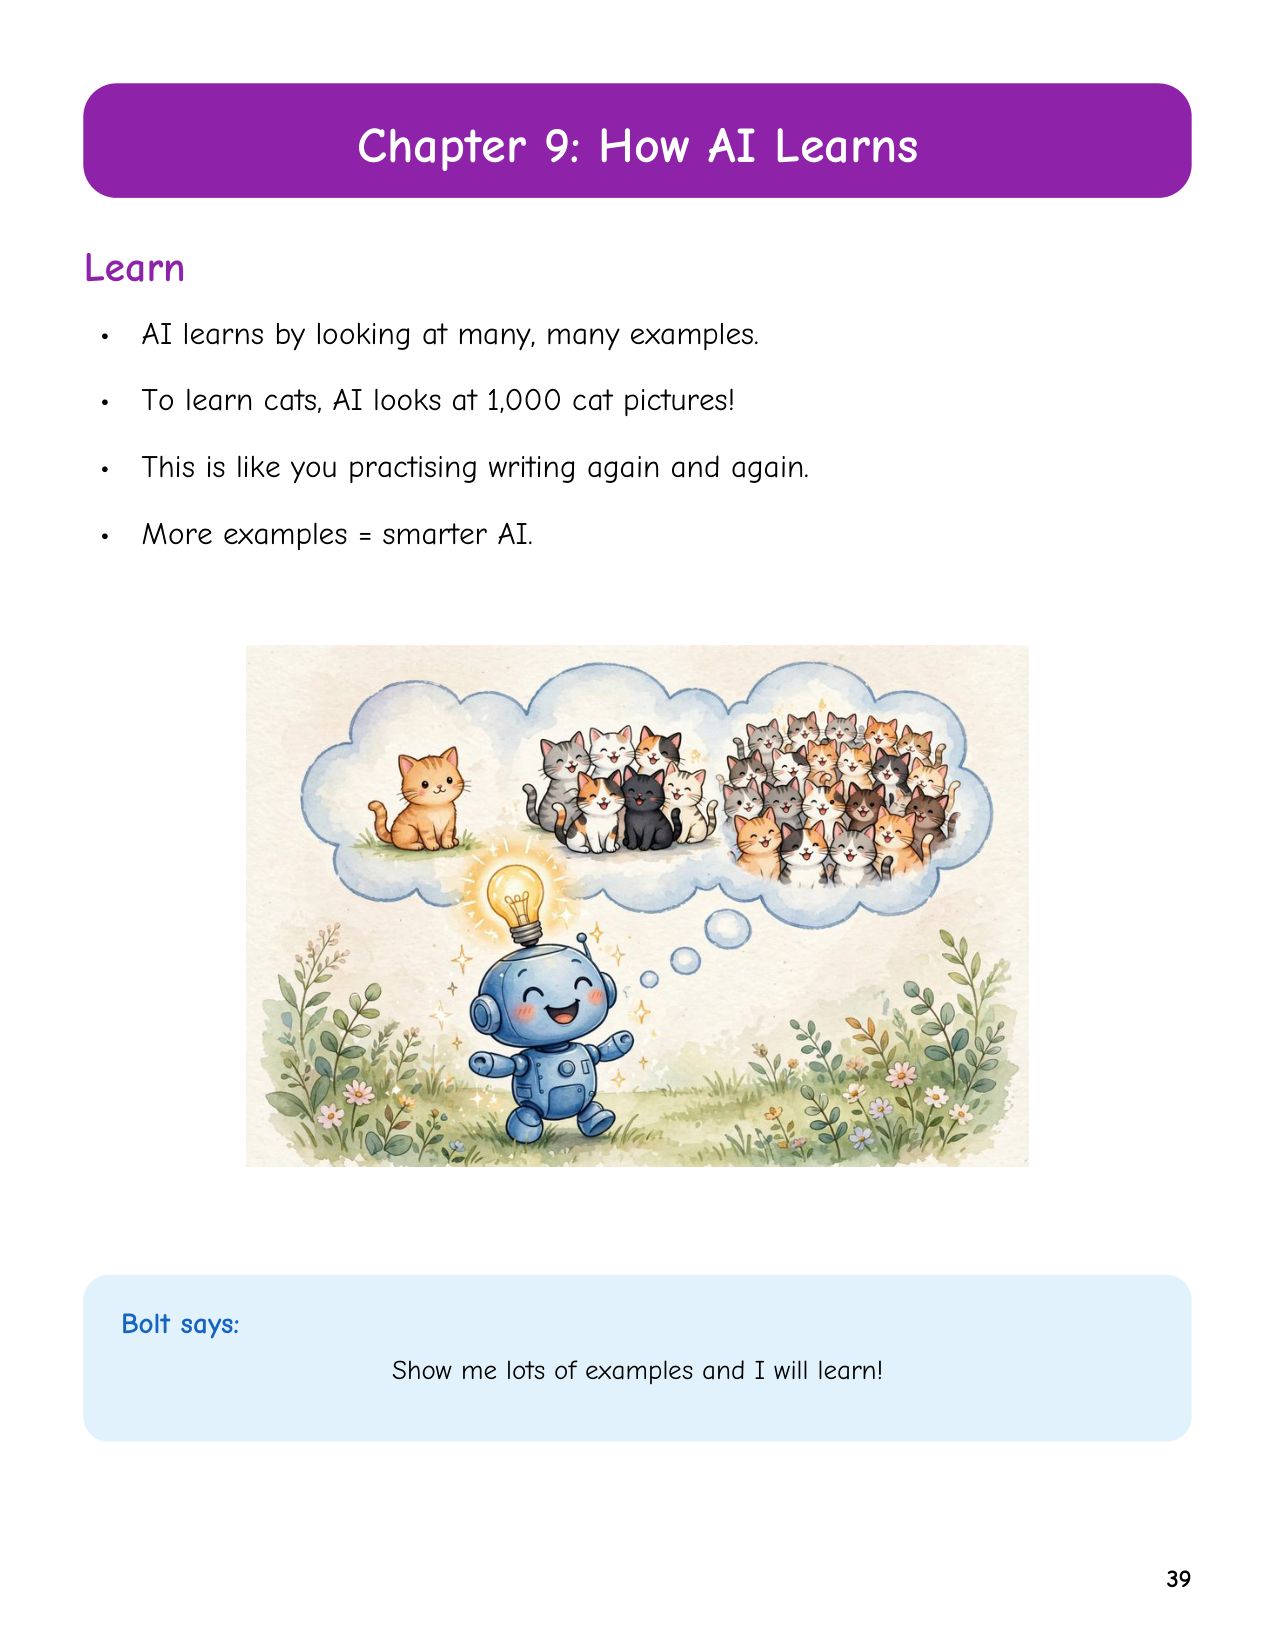 Chapter 9: How AI Learns
Learn
• AI learns by looking at many, many examples.
• To learn cats, AI looks at 1,000 cat pictures!
• This is like you practising writing again and again.
• More examples = smarter AI.
Bolt says:
Show me lots of examples and I will learn!
39